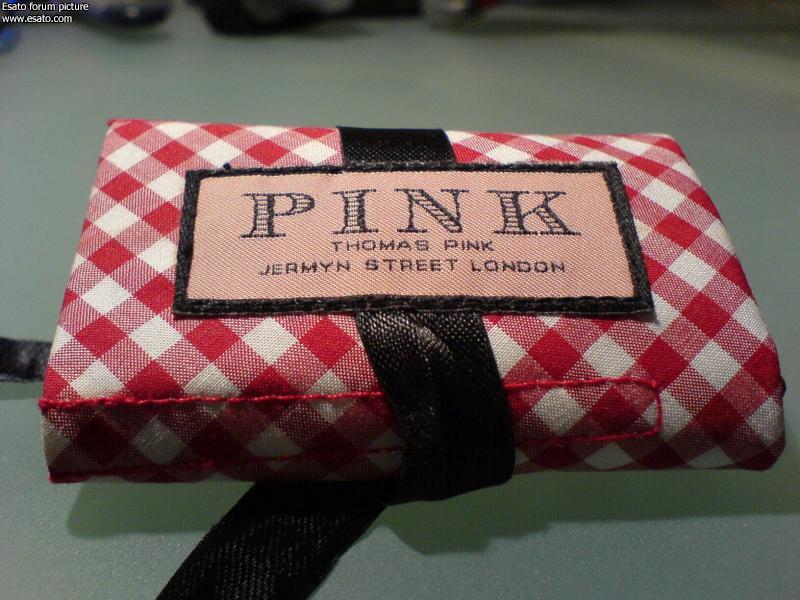 Esato forum picture
www.esato.com
PINK
THOMAS PINK
JERMYN STREET LONDON